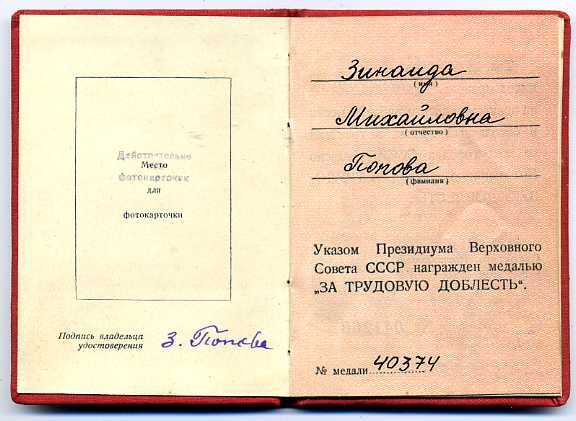 Действительно
Место
фотокарточек
для
фотокарточки
Подпись владельца
удостоверения З. Попова
Зинаида
(имя)
Михайловна
(отчество)
Попова
(фамилия)
Указом Президиума Верховного
Совета СССР награжден медалью
„ЗА ТРУДОВУЮ ДОБЛЕСТЬ“.
№ медали 40374